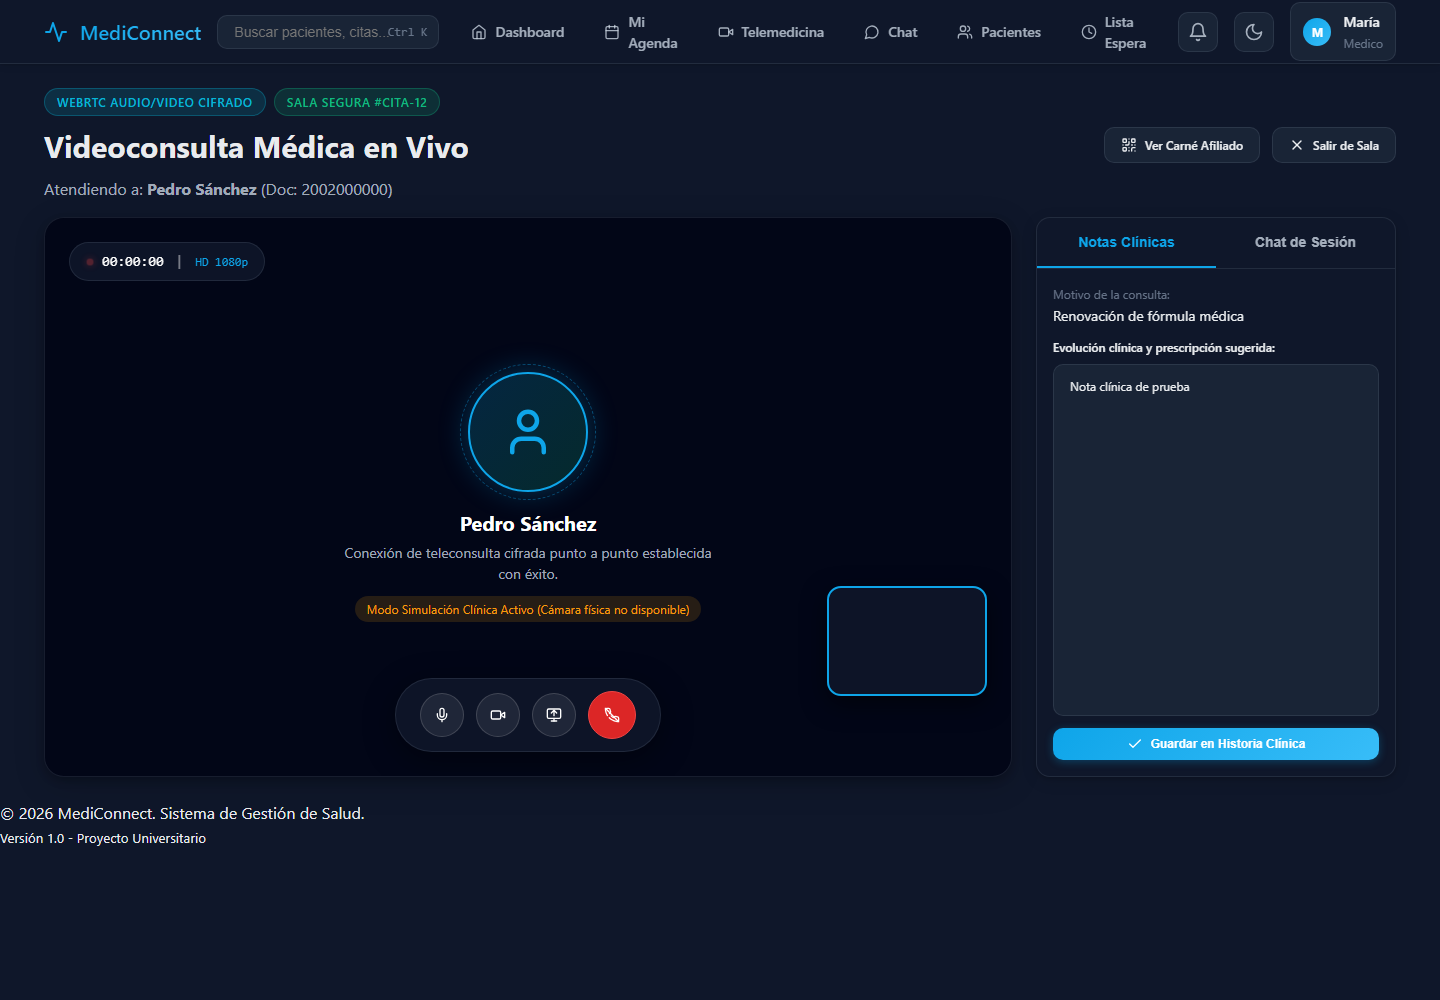 MediConnect
Buscar pacientes, citas...Ctrl K
Dashboard
Mi
Agenda
Telemedicina
Chat
Pacientes
Lista
Espera
M
María
Medico
WEBRTC AUDIO/VIDEO CIFRADO
SALA SEGURA #CITA-12
Videoconsulta Médica en Vivo
Atendiendo a: Pedro Sánchez (Doc: 2002000000)
Ver Carné Afiliado
Salir de Sala
00:00:00 | HD 1080p
Pedro Sánchez
Conexión de teleconsulta cifrada punto a punto establecida
con éxito.
Modo Simulación Clínica Activo (Cámara física no disponible)
Notas Clínicas
Chat de Sesión
Motivo de la consulta:
Renovación de fórmula médica
Evolución clínica y prescripción sugerida:
Nota clínica de prueba
Guardar en Historia Clínica
© 2026 MediConnect. Sistema de Gestión de Salud.
Versión 1.0 - Proyecto Universitario